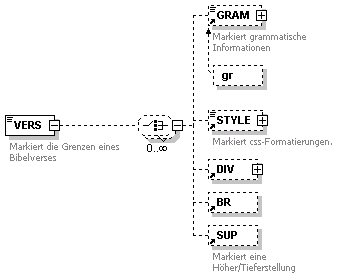 GRAM
Markiert grammatische
Informationen
gr
VERS
Markiert die Grenzen eines
Bibelverses
0..∞
STYLE
Markiert css-Formatierungen.
DIV
BR
SUP
Markiert eine
Höher/Tieferstellung